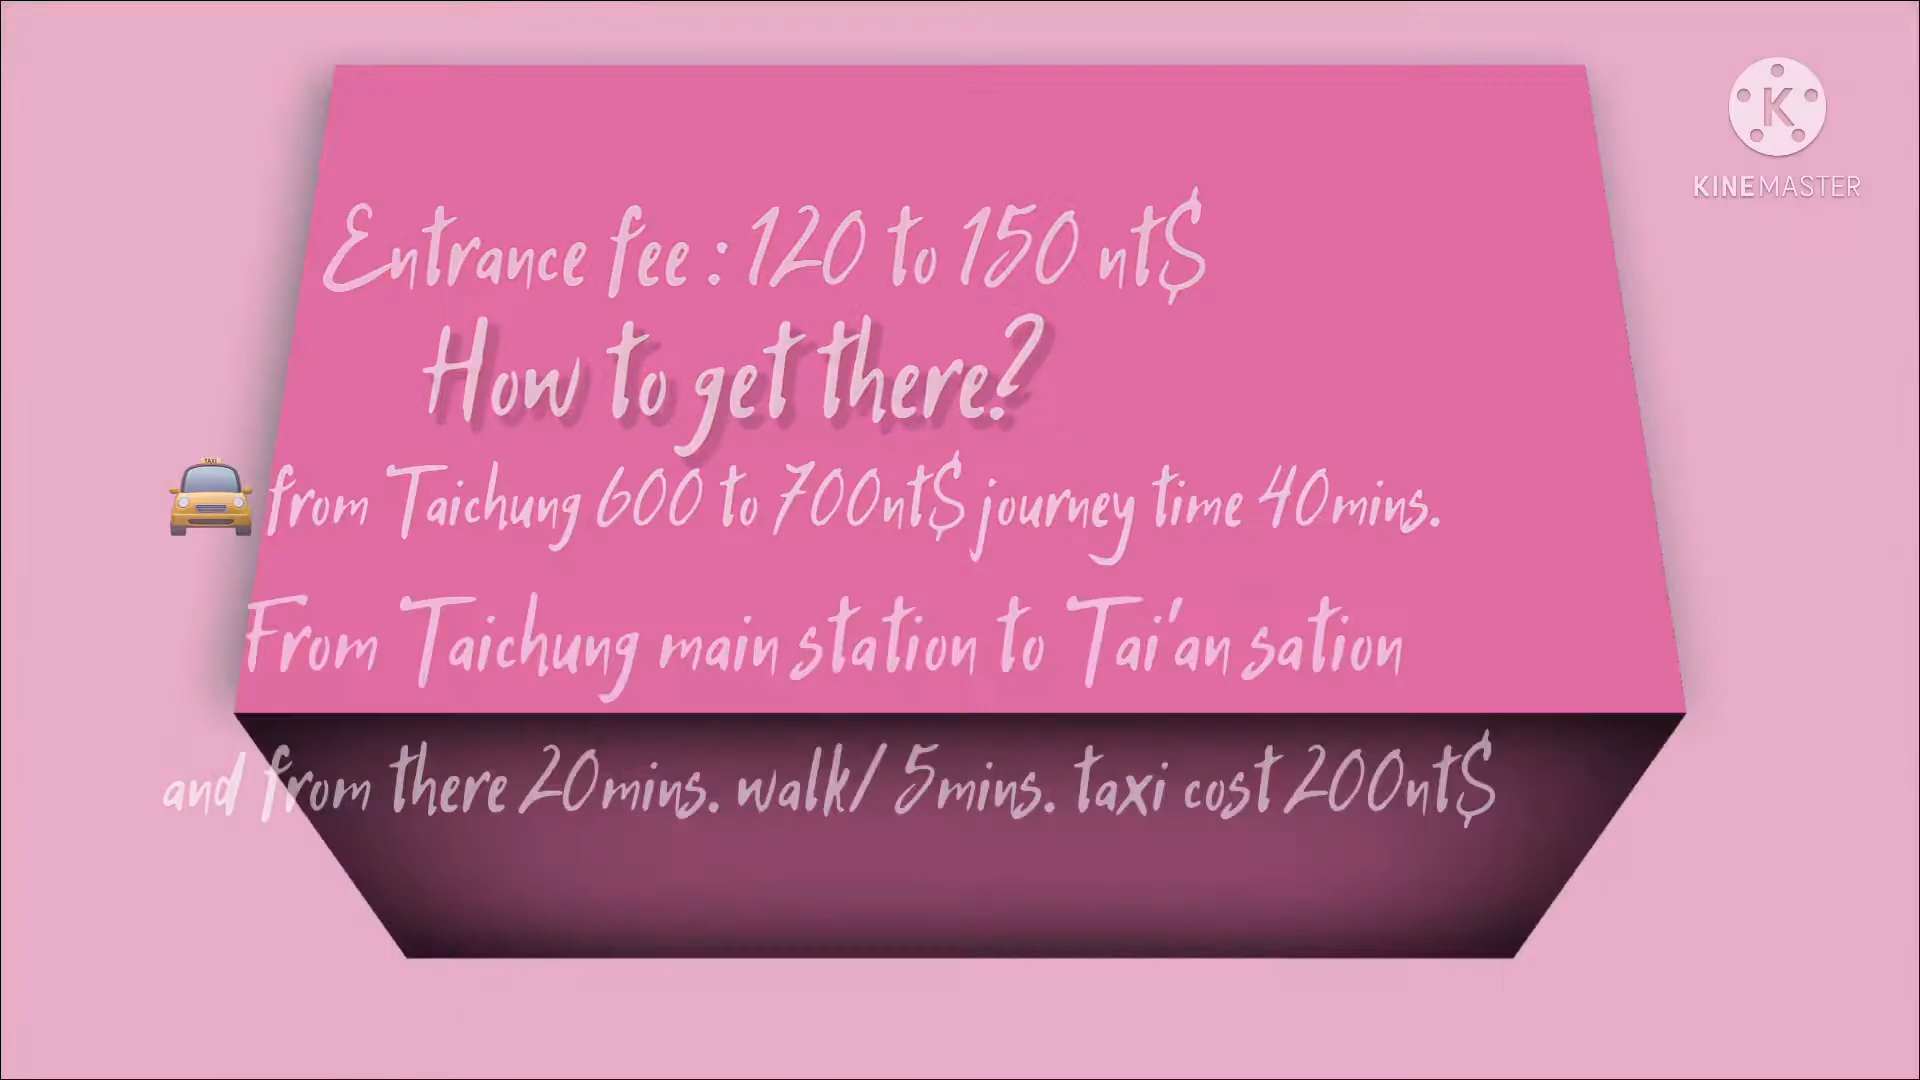 KINEMASTER
Entrance fee : 120 to 150 nt$
How to get there?
from Taichung 600 to 700nt$ journey time 40mins.
From Taichung main station to Tai'an sation
and from there 20mins. walk/ 5mins. taxi cost 200nt$